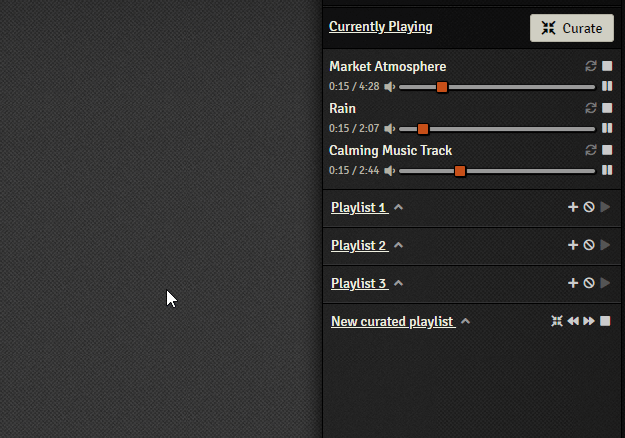 Currently Playing
Curate
Market Atmosphere
0:15 / 4:28
Rain
0:15 / 2:07
Calming Music Track
0:15 / 2:44
Playlist 1
Playlist 2
Playlist 3
New curated playlist